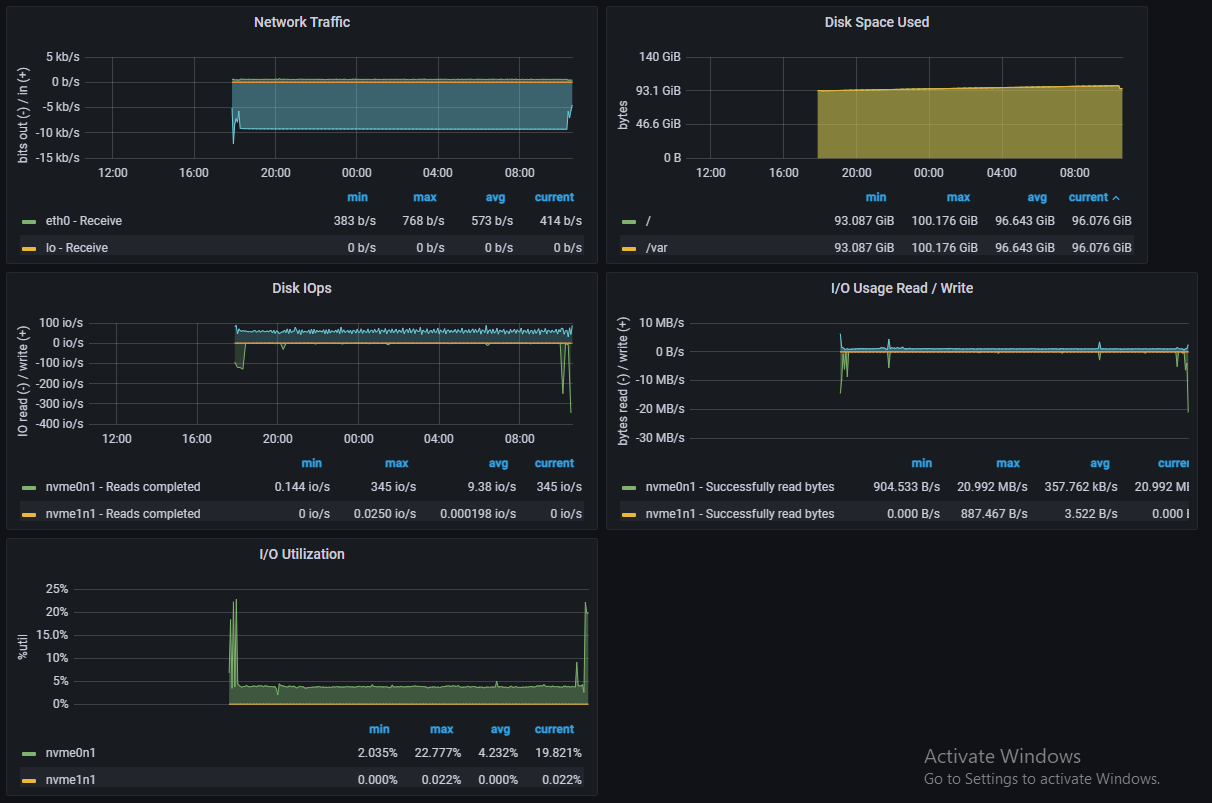 Network Traffic
bits out (-) / in (+)
5 kb/s
0 b/s
-5 kb/s
-10 kb/s
-15 kb/s
12:00 16:00 20:00 00:00 04:00 08:00
min max avg current
eth0 - Receive 383 b/s 768 b/s 573 b/s 414 b/s
lo - Receive 0 b/s 0 b/s 0 b/s 0 b/s
Disk Space Used
bytes
140 GiB
93.1 GiB
46.6 GiB
0 B
12:00 16:00 20:00 00:00 04:00 08:00
min max avg current
/ 93.087 GiB 100.176 GiB 96.643 GiB 96.076 GiB
/var 93.087 GiB 100.176 GiB 96.643 GiB 96.076 GiB
Disk IOps
IO read (-) / write (+)
100 io/s
0 io/s
-100 io/s
-200 io/s
-300 io/s
-400 io/s
12:00 16:00 20:00 00:00 04:00 08:00
min max avg current
nvme0n1 - Reads completed 0.144 io/s 345 io/s 9.38 io/s 345 io/s
nvme1n1 - Reads completed 0 io/s 0.0250 io/s 0.000198 io/s 0 io/s
I/O Usage Read / Write
bytes read (-) / write (+)
10 MB/s
0 B/s
-10 MB/s
-20 MB/s
-30 MB/s
min max avg curre
nvme0n1 - Successfully read bytes 904.533 B/s 20.992 MB/s 357.762 kB/s 20.992 M
nvme1n1 - Successfully read bytes 0.000 B/s 887.467 B/s 3.522 B/s 0.000
I/O Utilization
%util
25%
20%
15.0%
10%
5%
0%
min max avg current
nvme0n1 2.035% 22.777% 4.232% 19.821%
nvme1n1 0.000% 0.022% 0.000% 0.022%
Activate Windows
Go to Settings to activate Windows.